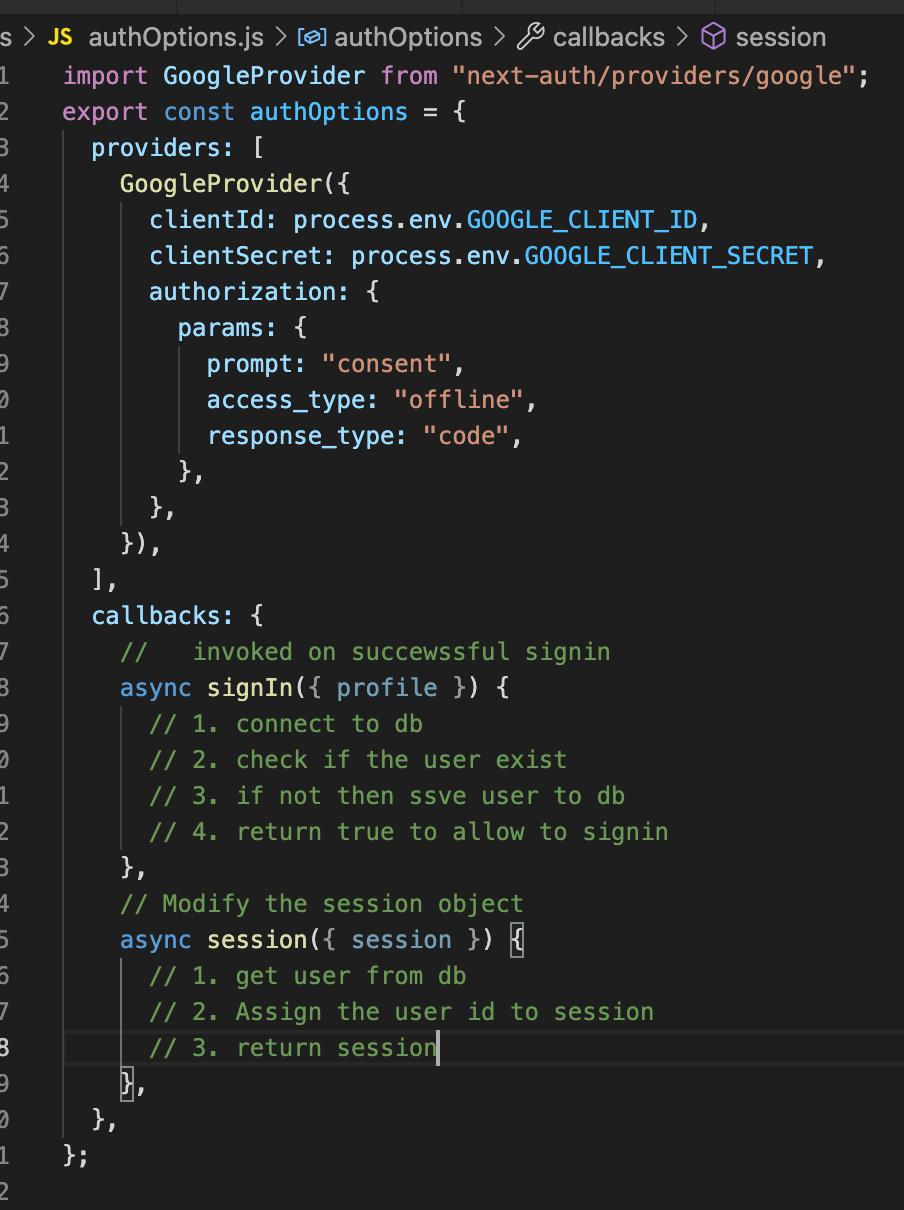 s > JS authOptions.js > authOptions > callbacks > session
1 import GoogleProvider from "next-auth/providers/google";
2 export const authOptions = {
3   providers: [
4     GoogleProvider({
5       clientId: process.env.GOOGLE_CLIENT_ID,
6       clientSecret: process.env.GOOGLE_CLIENT_SECRET,
7       authorization: {
8         params: {
9           prompt: "consent",
0           access_type: "offline",
1           response_type: "code",
2         },
3       },
4     }),
5   ],
6   callbacks: {
7     //   invoked on succewssful signin
8     async signIn({ profile }) {
9       // 1. connect to db
0       // 2. check if the user exist
1       // 3. if not then ssve user to db
2       // 4. return true to allow to signin
3     },
4     // Modify the session object
5     async session({ session }) {
6       // 1. get user from db
7       // 2. Assign the user id to session
8       // 3. return session
9     },
0   },
1 };
2